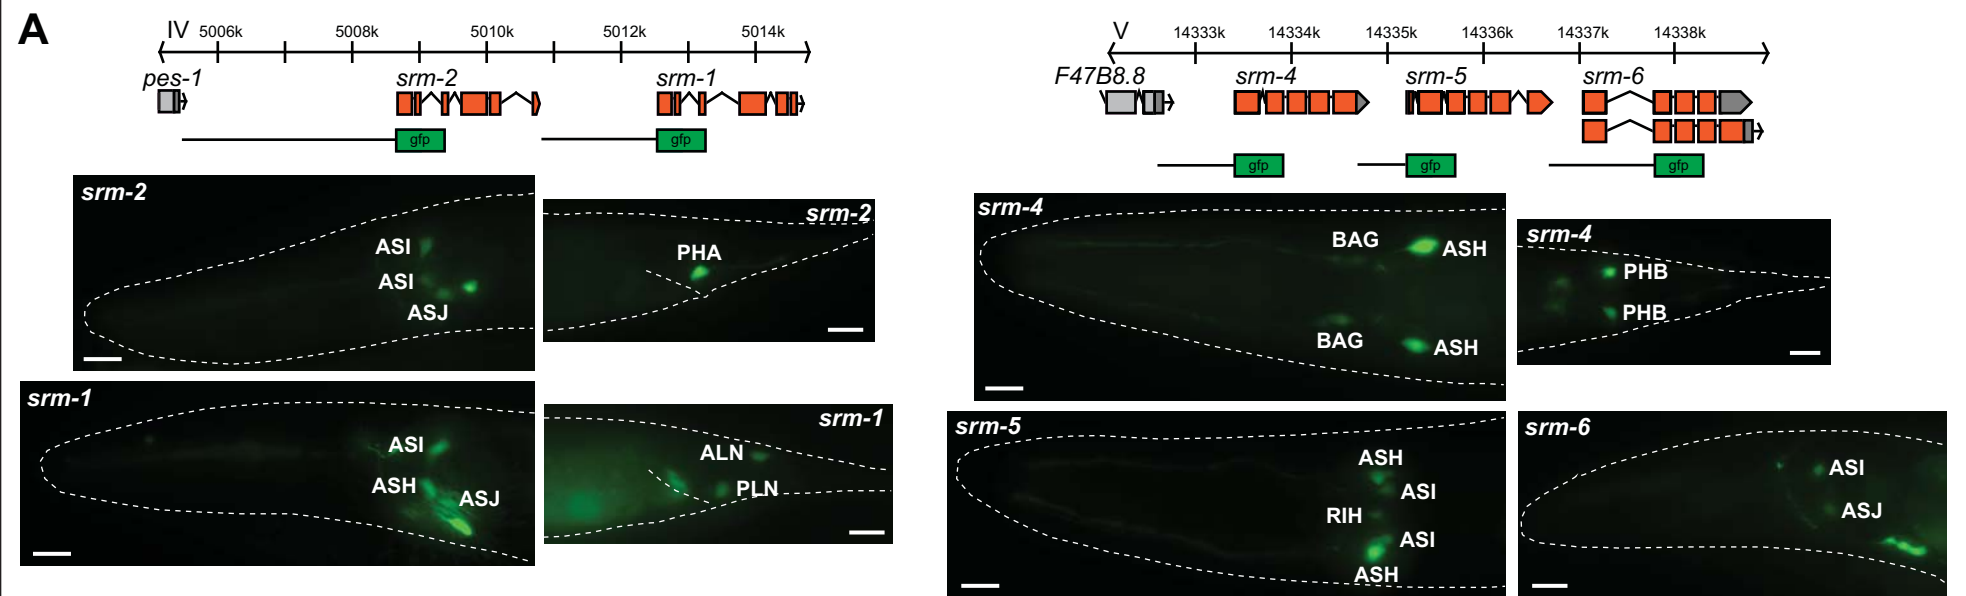 A
IV 5006k 5008k 5010k 5012k 5014k
pes-1 srm-2 srm-1
gfp gfp
srm-2
ASI
ASI
ASJ
srm-2
PHA
srm-1
ASI
ASH
ASJ
srm-1
ALN
PLN
V 14333k 14334k 14335k 14336k 14337k 14338k
F47B8.8 srm-4 srm-5 srm-6
gfp gfp gfp
srm-4
BAG
ASH
BAG
ASH
srm-4
PHB
PHB
srm-5
ASH
ASI
RIH
ASI
ASH
srm-6
ASI
ASJ